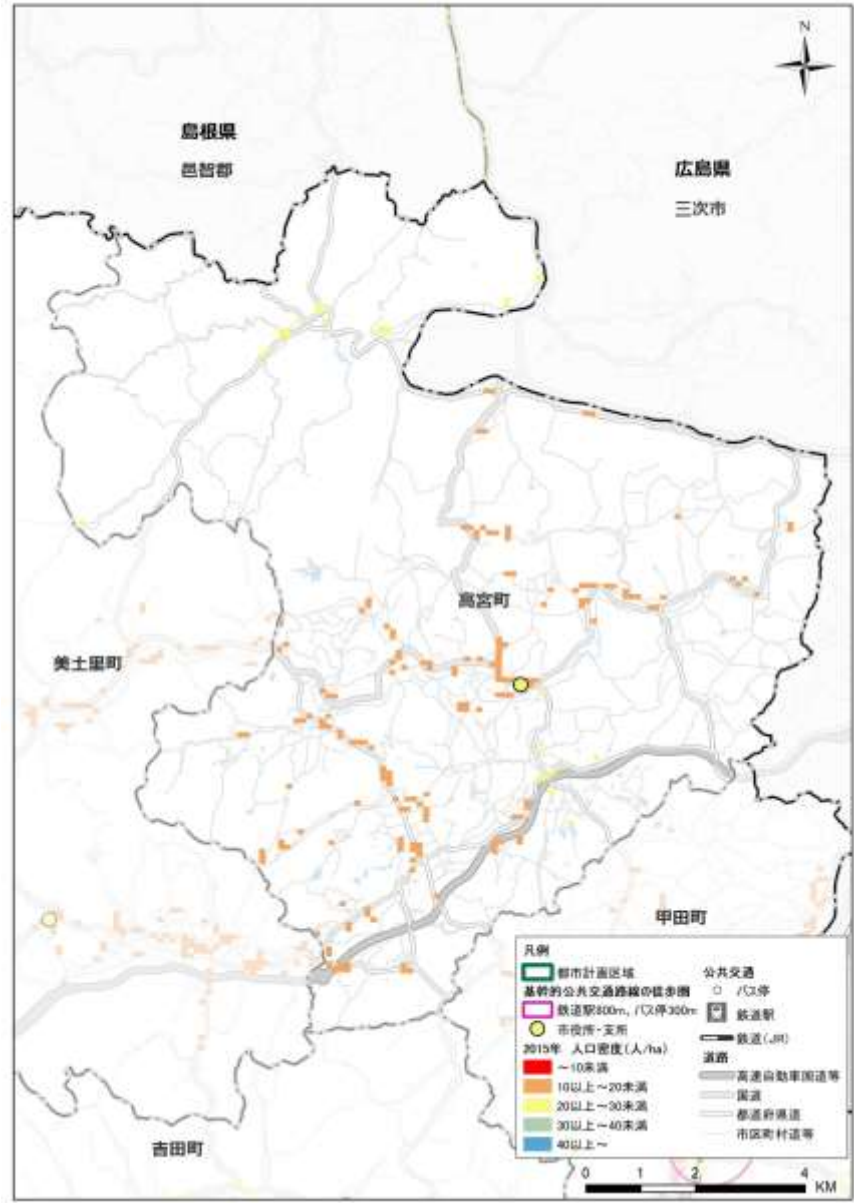 N
島根県
邑智郡
広島県
三次市
高宮町
美土里町
甲田町
吉田町
凡例
都市計画区域
基幹的公共交通路線の徒歩圏
鉄道駅800m, バス停300m
市役所・支所
2015年 人口密度(人/ha)
～10未満
10以上～20未満
20以上～30未満
30以上～40未満
40以上～
公共交通
バス停
鉄道駅
鉄道(JR)
道路
高速自動車国道等
国道
都道府県道
市区町村道等
0 1 2 4
KM